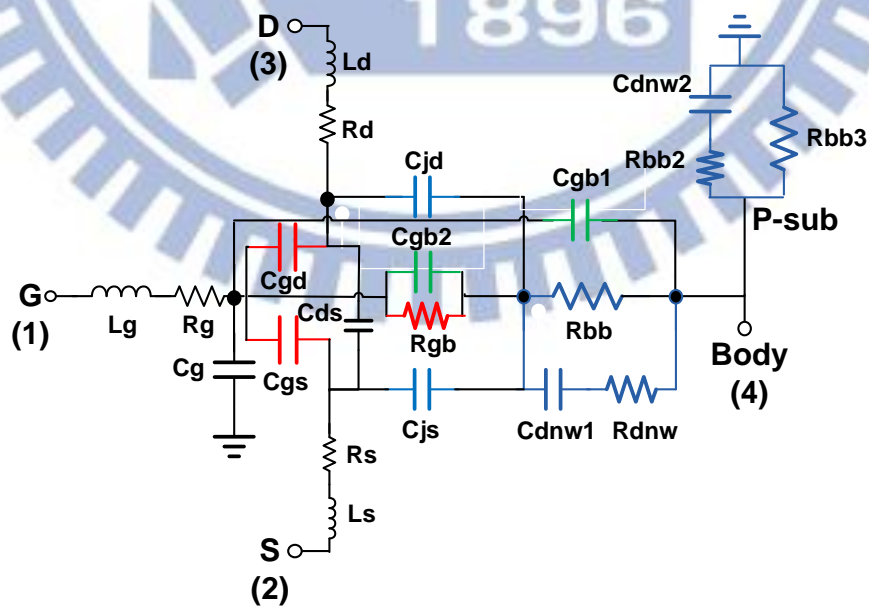 1896
D
(3)
Ld
Rd
Cdnw2
Rbb2
Rbb3
P-sub
Cjd
Cgb1
Cgb2
Cgd
G
(1)
Lg
Rg
Cds
Rgb
Rbb
Body
(4)
Cg
Cgs
Cjs
Cdnw1
Rdnw
Rs
Ls
S
(2)